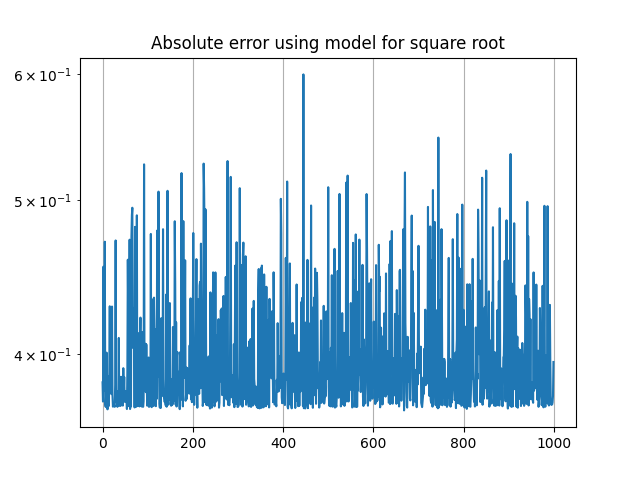 Absolute error using model for square root
6 × 10⁻¹
5 × 10⁻¹
4 × 10⁻¹
0 200 400 600 800 1000